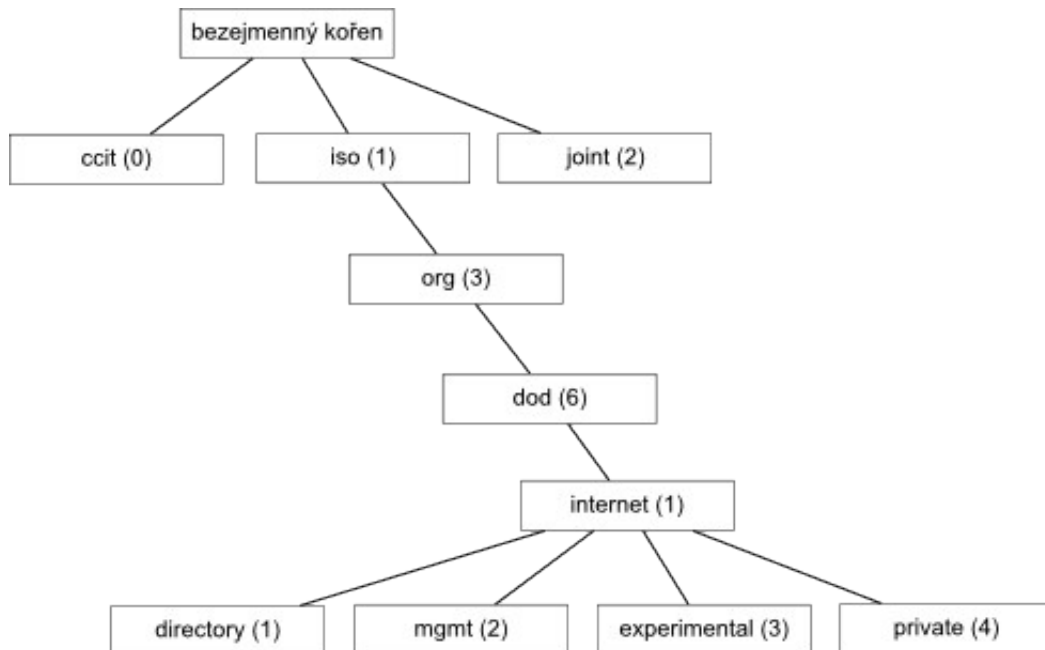 bezejmenný kořen
ccit (0)
iso (1)
joint (2)
org (3)
dod (6)
internet (1)
directory (1)
mgmt (2)
experimental (3)
private (4)